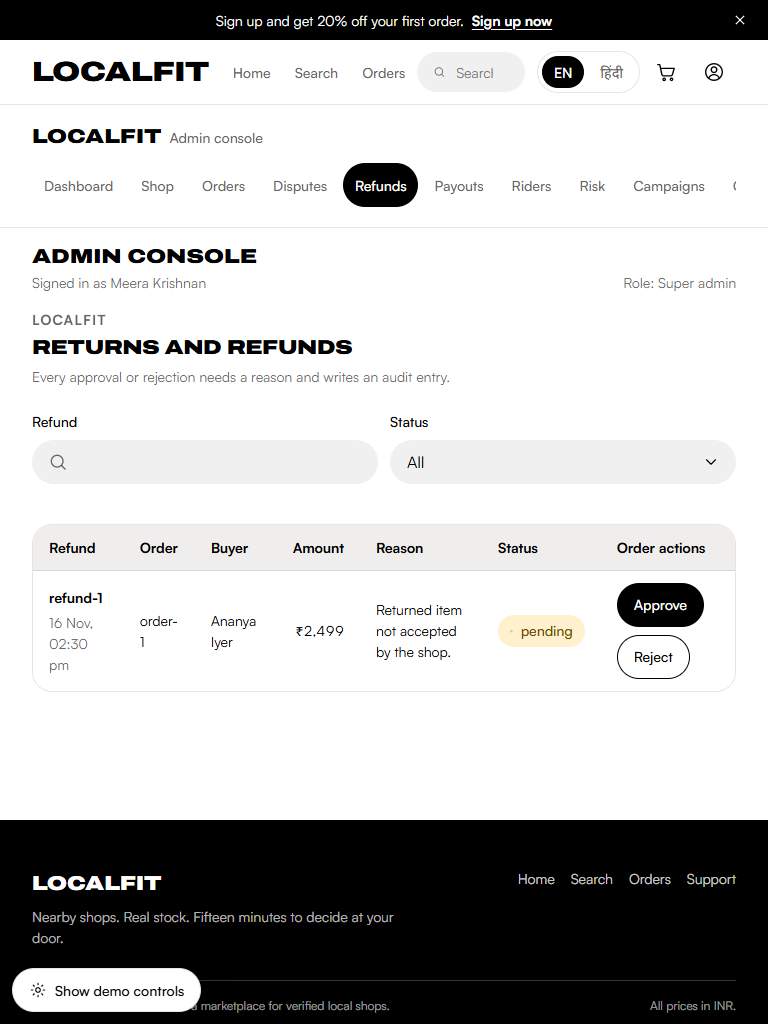 Sign up and get 20% off your first order. Sign up now
LOCALFIT Home Search Orders Searcl EN हिंदी
LOCALFIT Admin console
Dashboard Shop Orders Disputes Refunds Payouts Riders Risk Campaigns
ADMIN CONSOLE
Signed in as Meera Krishnan Role: Super admin
LOCALFIT
RETURNS AND REFUNDS
Every approval or rejection needs a reason and writes an audit entry.
Refund Status
All
Refund Order Buyer Amount Reason Status Order actions
refund-1
16 Nov,
02:30
pm
order-
1
Ananya
Iyer
₹2,499
Returned item
not accepted
by the shop.
pending
Approve
Reject
LOCALFIT
Home Search Orders Support
Nearby shops. Real stock. Fifteen minutes to decide at your
door.
Show demo controls
marketplace for verified local shops. All prices in INR.